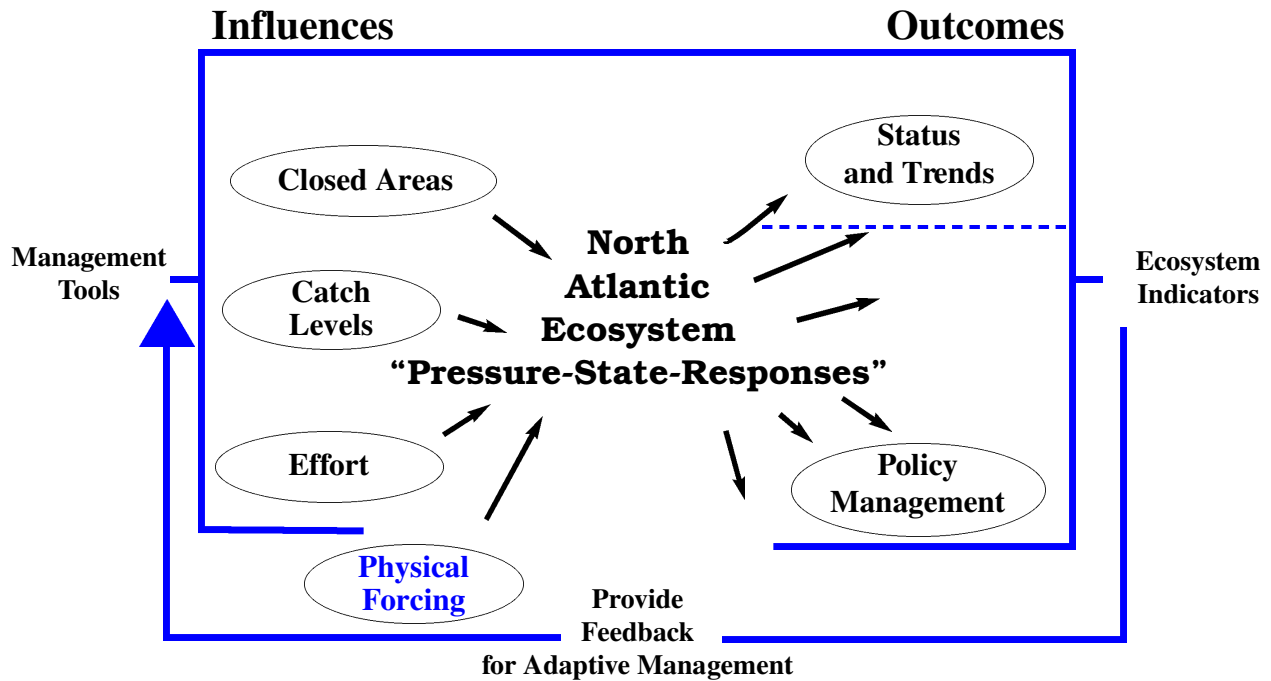 Influences
Outcomes
Status
and Trends
Closed Areas
North
Atlantic
Ecosystem
“Pressure-State-Responses”
Management
Tools
Ecosystem
Indicators
Catch
Levels
Effort
Policy
Management
Physical
Forcing
Provide
Feedback
for Adaptive Management